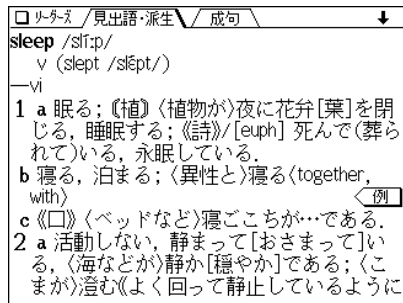 リーダーズ 見出語・派生 成句
sleep /slíːp/
v (slept /slépt/)
—vi
1 a 眠る; 〘植〙〈植物が〉夜に花弁[葉]を閉
じる, 睡眠する; 《詩》/[euph] 死んで(葬ら
れて)いる, 永眠している.
b 寝る, 泊まる; 〈異性と〉寝る〈together,
with〉 例
c 《口》〈ベッドなど〉寝ごこちが…である.
2 a 活動しない, 静まって[おさまって]い
る, 〈海などが〉静か[穏やか]である; 〈こ
まが〉澄む《よく回って静止しているように